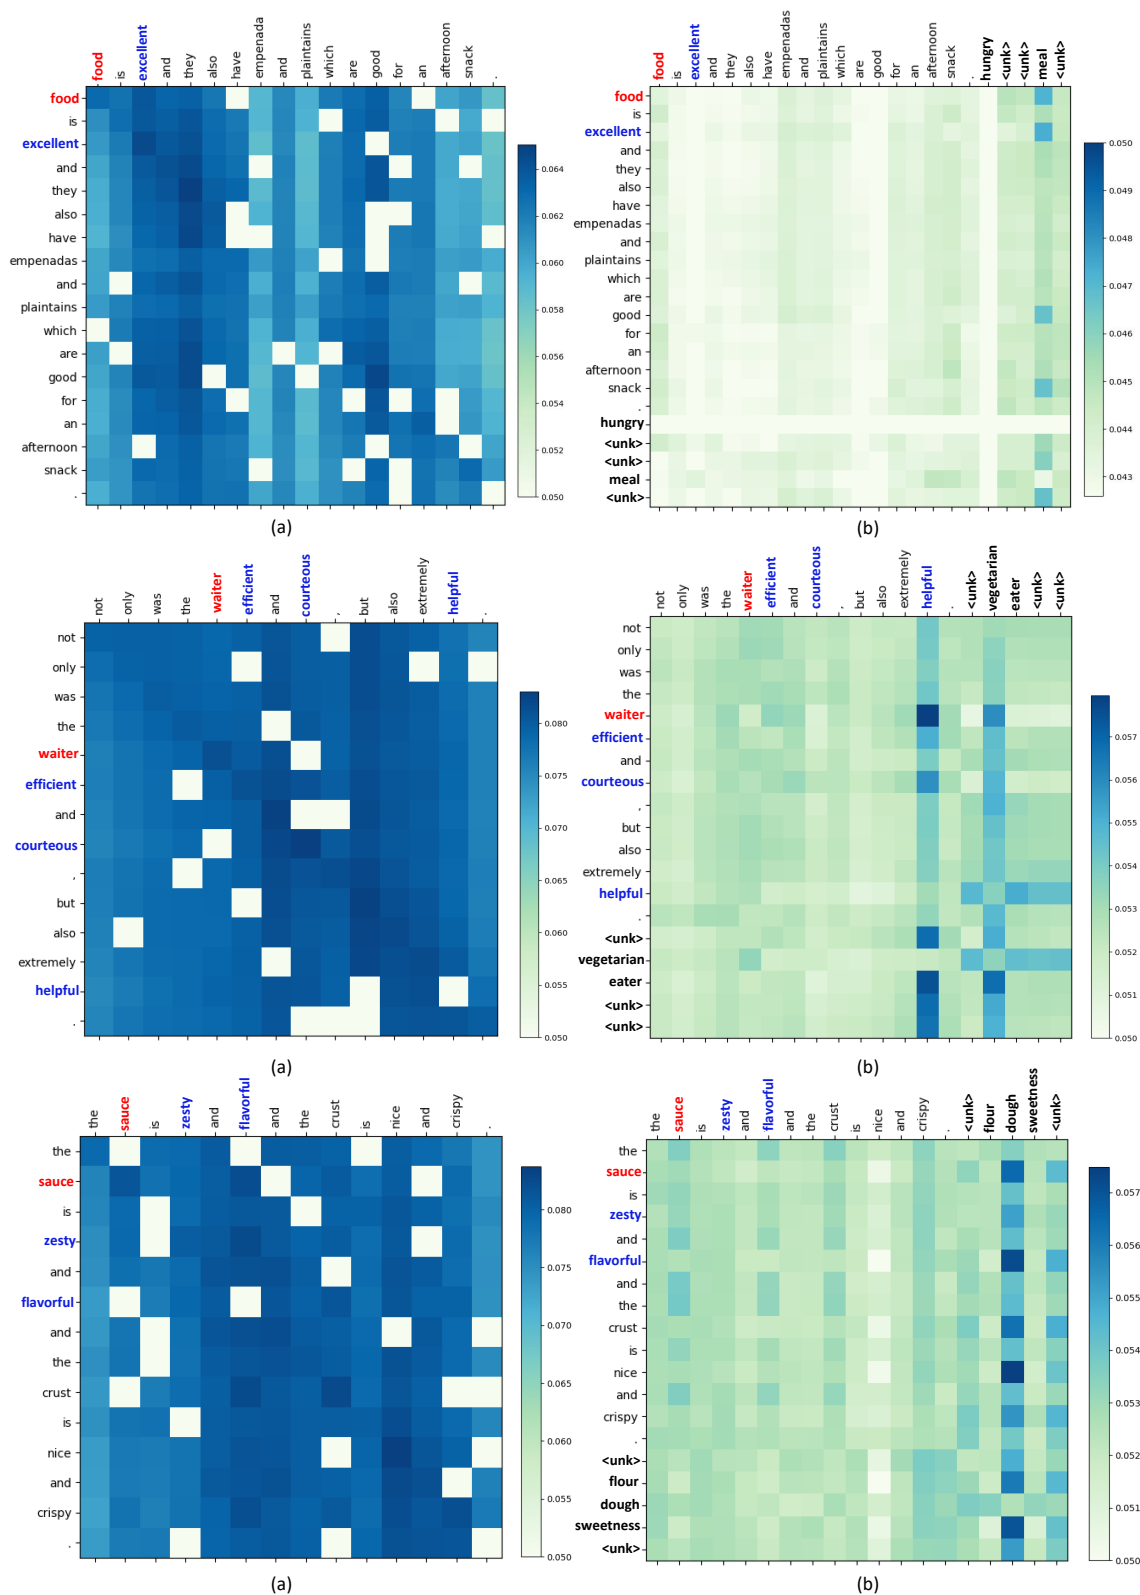 food is excellent and they also have empenada and plaintains which are good for an afternoon snack .
food
is
excellent
and
they
also
have
empenadas
and
plaintains
which
are
good
for
an
afternoon
snack
.
0.064
0.062
0.060
0.058
0.056
0.054
0.052
0.050
(a)
food is excellent and they also have empenadas and plaintains which are good for an afternoon snack . hungry <unk> <unk> meal <unk>
food
is
excellent
and
they
also
have
empenadas
and
plaintains
which
are
good
for
an
afternoon
snack
.
hungry
<unk>
<unk>
meal
<unk>
0.050
0.049
0.048
0.047
0.046
0.045
0.044
0.043
(b)
not only was the waiter efficient and courteous , but also extremely helpful .
not
only
was
the
waiter
efficient
and
courteous
,
but
also
extremely
helpful
.
0.080
0.075
0.070
0.065
0.060
0.055
0.050
(a)
not only was the waiter efficient and courteous , but also extremely helpful . <unk> vegetarian eater <unk> <unk>
not
only
was
the
waiter
efficient
and
courteous
,
but
also
extremely
helpful
.
<unk>
vegetarian
eater
<unk>
<unk>
0.057
0.056
0.055
0.054
0.053
0.052
0.051
0.050
(b)
the sauce is zesty and flavorful and the crust is nice and crispy .
the
sauce
is
zesty
and
flavorful
and
the
crust
is
nice
and
crispy
.
0.080
0.075
0.070
0.065
0.060
0.055
0.050
(a)
the sauce is zesty and flavorful and the crust is nice and crispy . <unk> flour dough sweetness <unk>
the
sauce
is
zesty
and
flavorful
and
the
crust
is
nice
and
crispy
.
<unk>
flour
dough
sweetness
<unk>
0.057
0.056
0.055
0.054
0.053
0.052
0.051
0.050
(b)